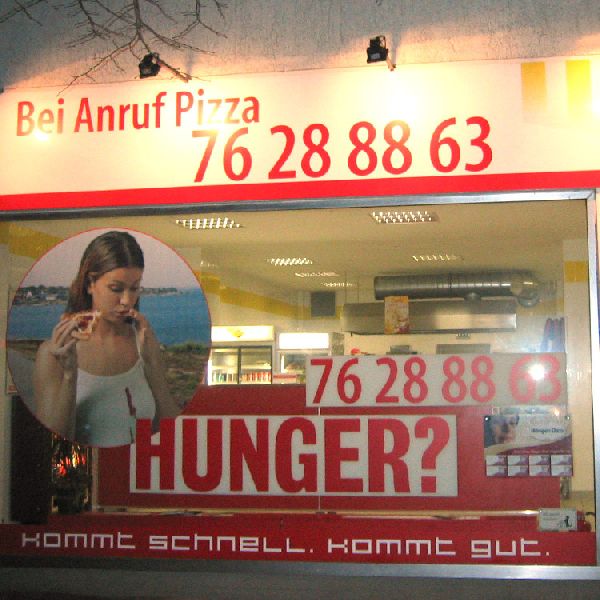 Bei Anruf Pizza
76 28 88 63
76 28 88 63
HUNGER?
kommt schnell. kommt gut.